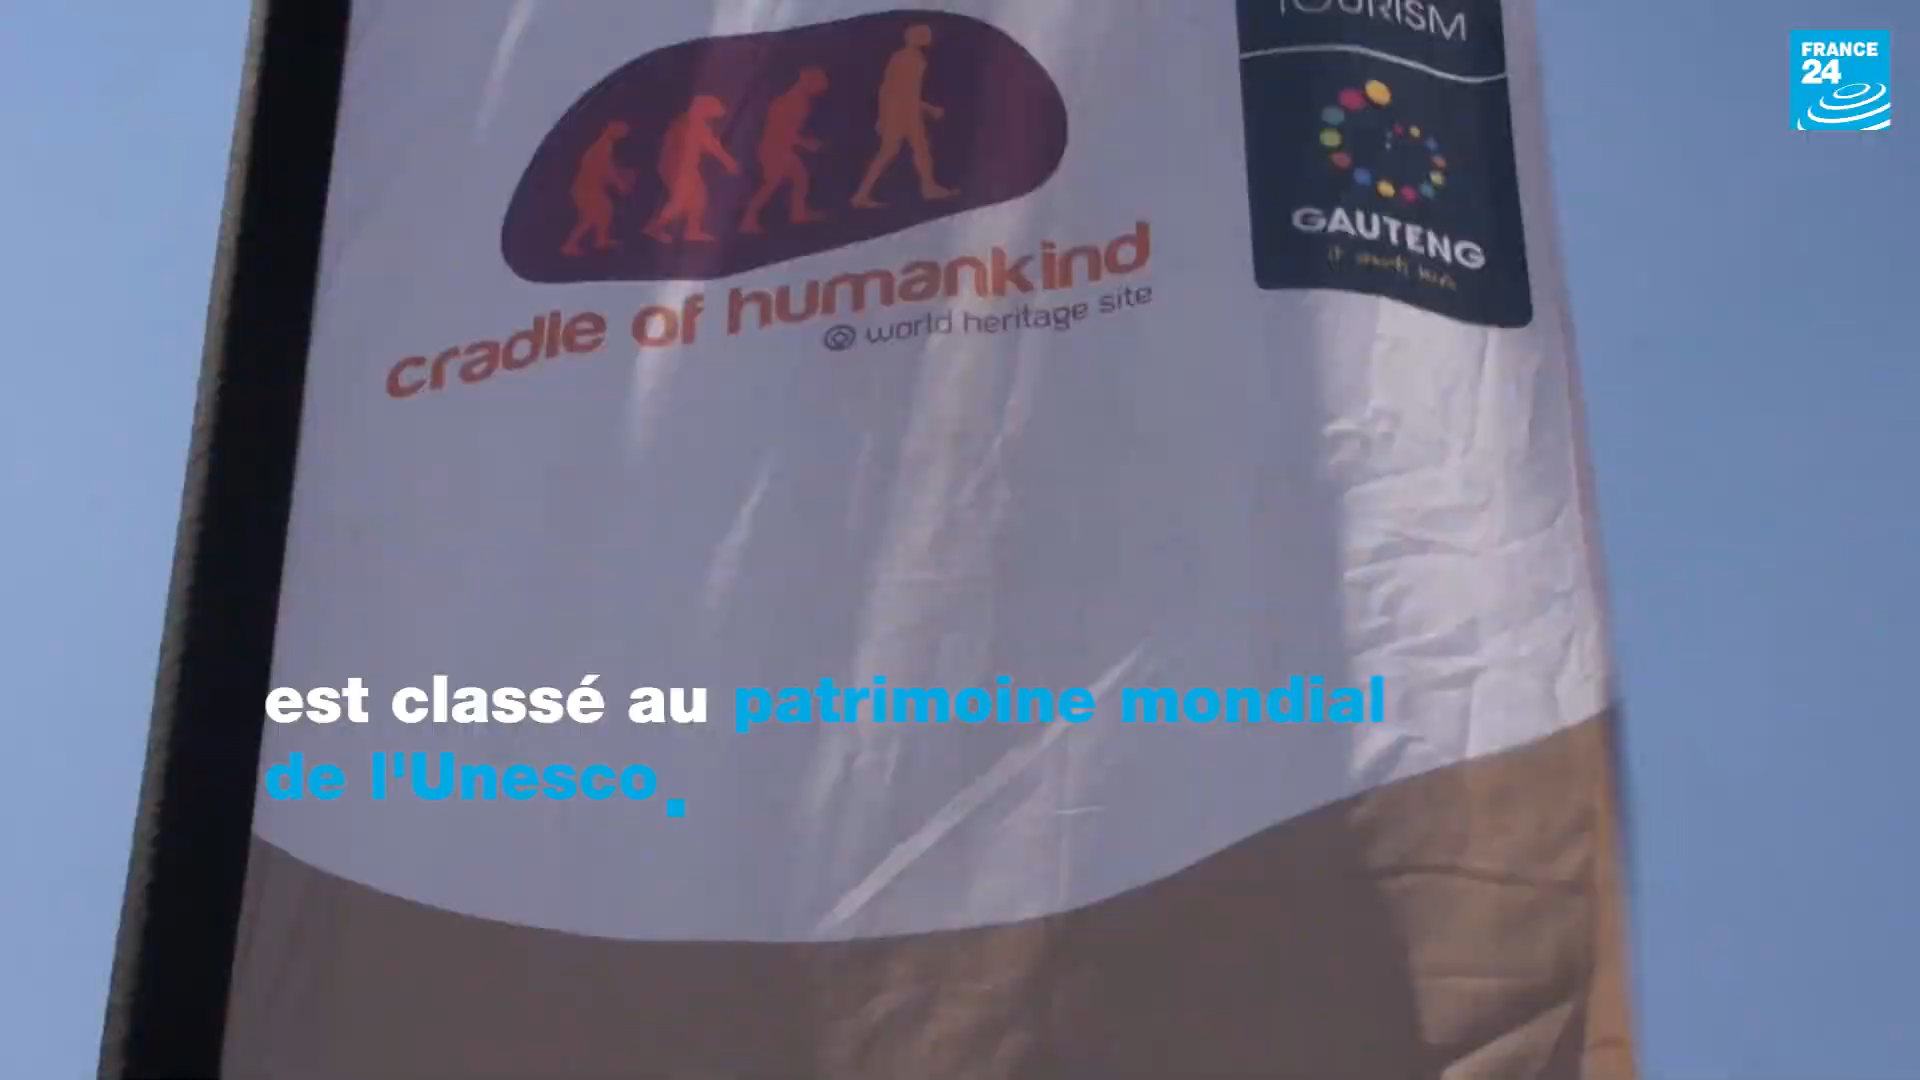 TOURISM
FRANCE
24
GAUTENG
cradle of humankind
world heritage site
est classé au patrimoine mondial
de l'Unesco.